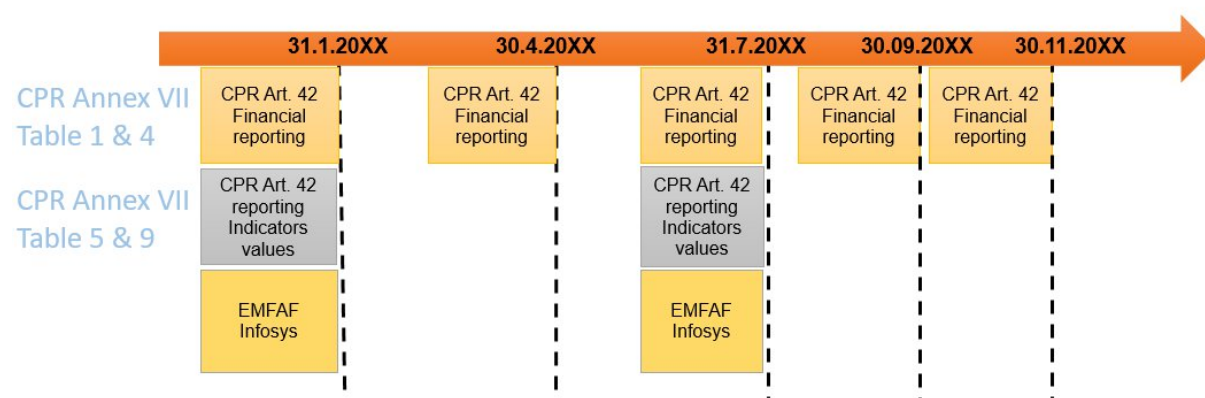 31.1.20XX 30.4.20XX 31.7.20XX 30.09.20XX 30.11.20XX
CPR Annex VII
Table 1 & 4
CPR Art. 42
Financial
reporting
CPR Art. 42
Financial
reporting
CPR Art. 42
Financial
reporting
CPR Art. 42
Financial
reporting
CPR Art. 42
Financial
reporting
CPR Annex VII
Table 5 & 9
CPR Art. 42
reporting
Indicators
values
CPR Art. 42
reporting
Indicators
values
EMFAF
Infosys
EMFAF
Infosys